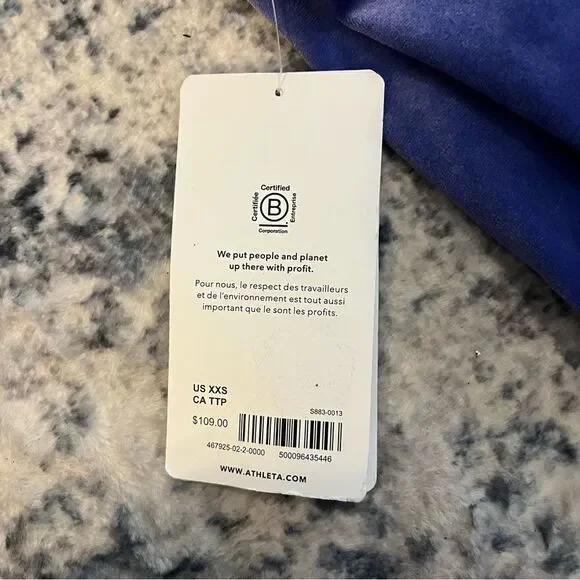 Certified
Certifiée
B
Entreprise
Corporation
We put people and planet
up there with profit.
Pour nous, le respect des travailleurs
et de l'environnement est tout aussi
important que le sont les profits.
US XXS
CA TTP
S883-0013
$109.00
467925-02-2-0000 500096435446
WWW.ATHLETA.COM